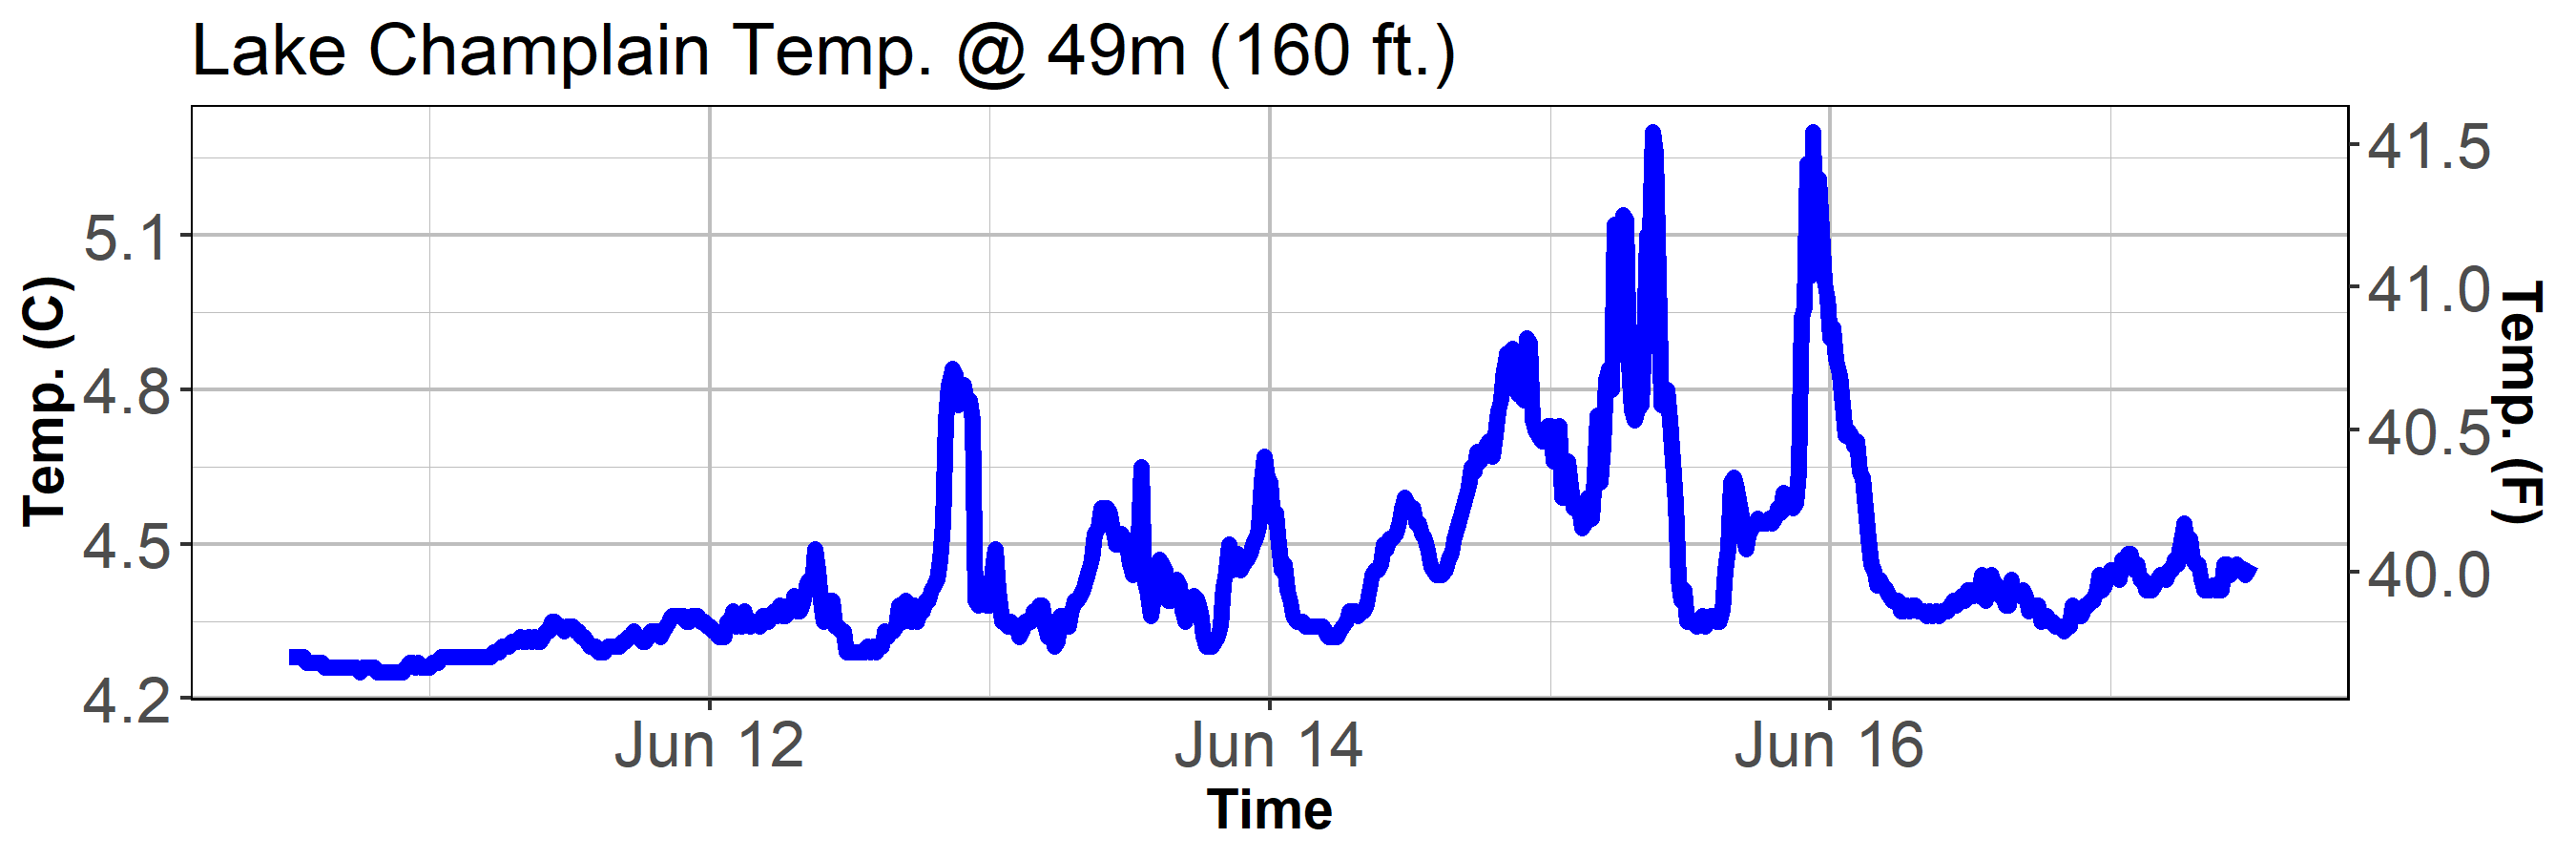 Lake Champlain Temp. @ 49m (160 ft.)
Temp. (C)
5.1
4.8
4.5
4.2
41.5
41.0
40.5
40.0
Temp. (F)
Jun 12 Jun 14 Jun 16
Time